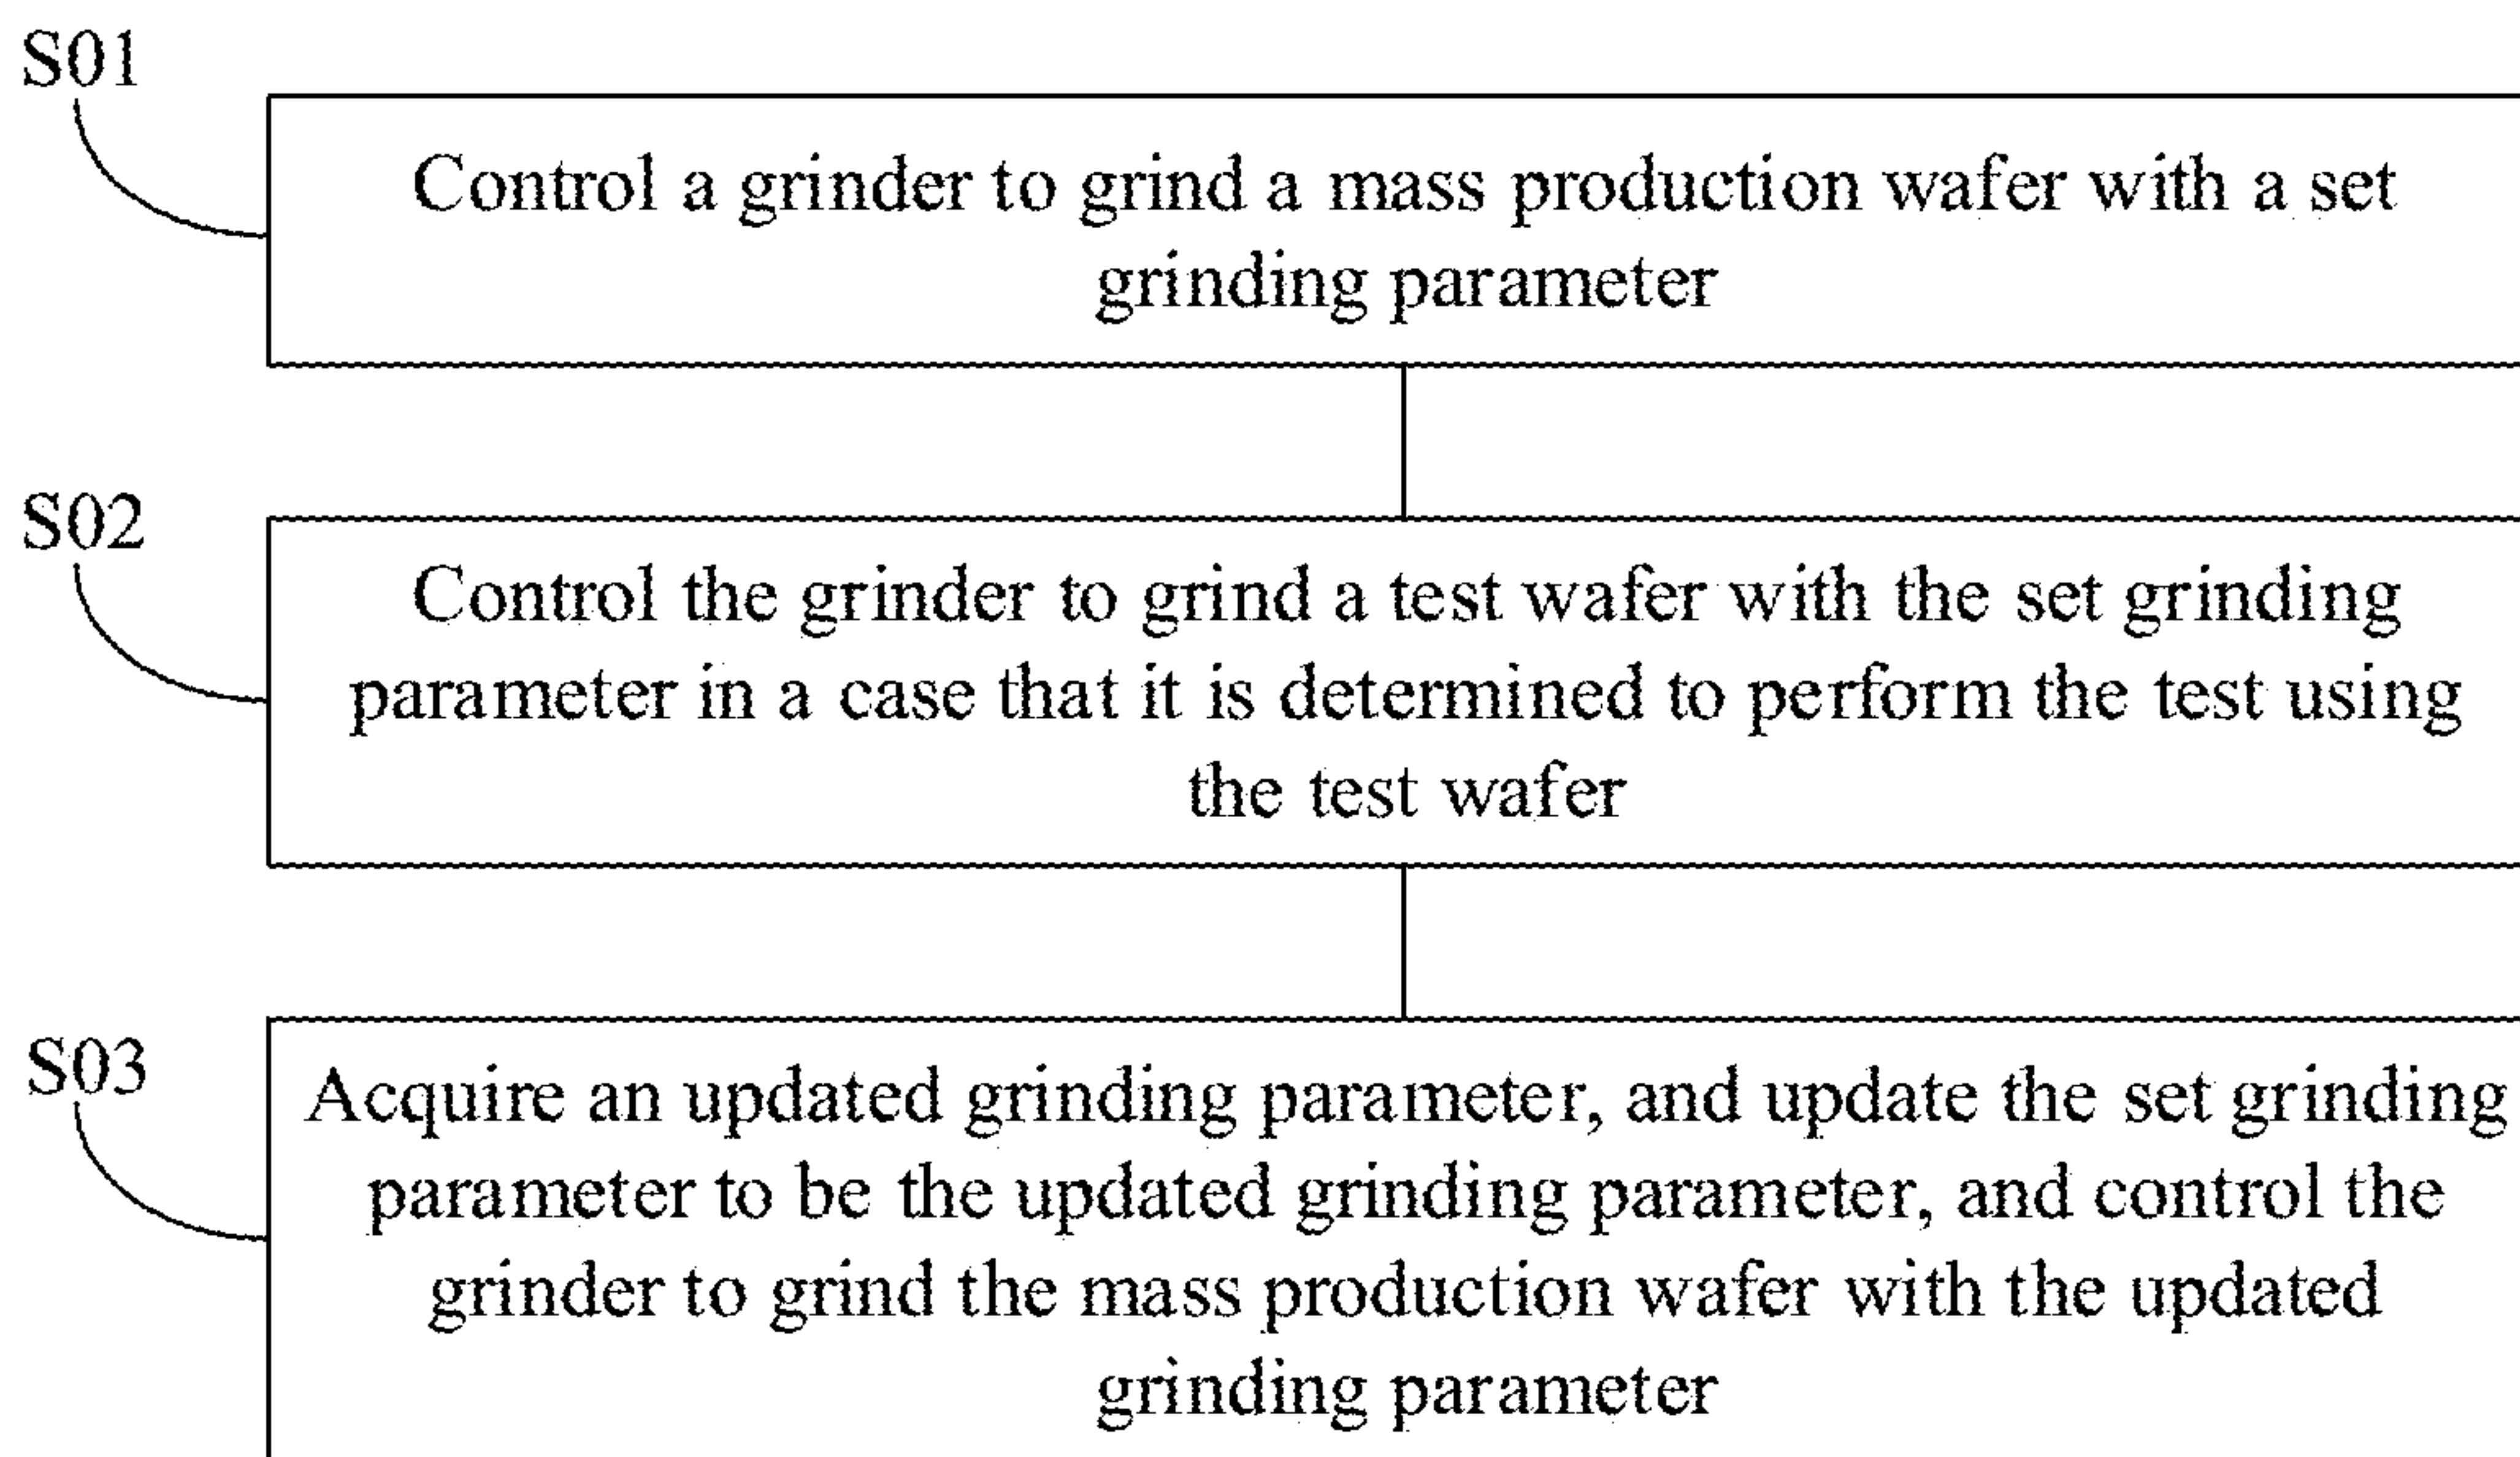 S01
Control a grinder to grind a mass production wafer with a set
grinding parameter
S02
Control the grinder to grind a test wafer with the set grinding
parameter in a case that it is determined to perform the test using
the test wafer
S03
Acquire an updated grinding parameter, and update the set grinding
parameter to be the updated grinding parameter, and control the
grinder to grind the mass production wafer with the updated
grinding parameter